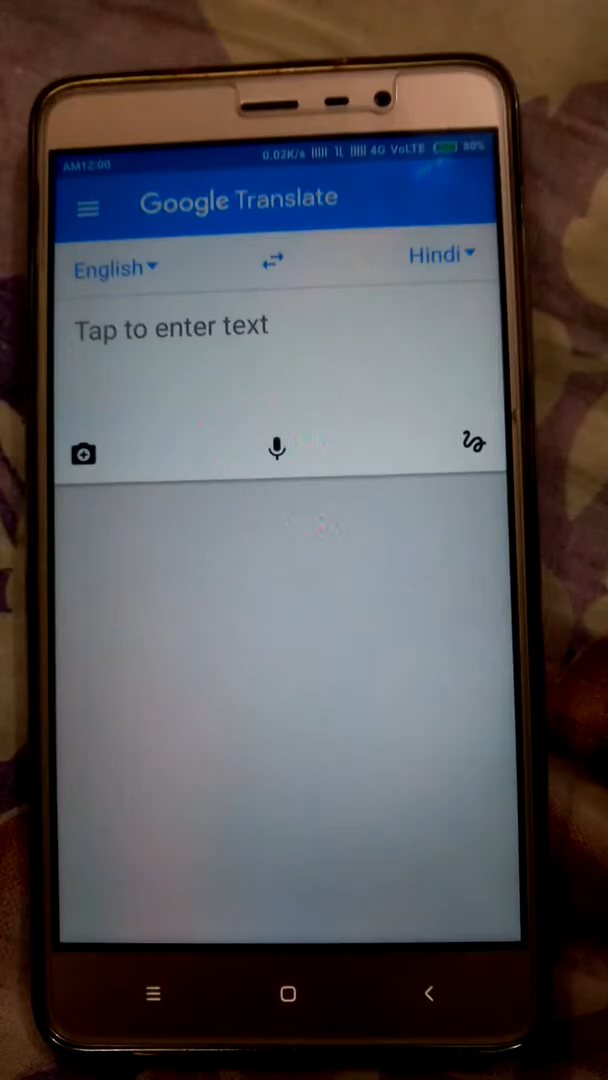 AM12:00 0.02K/s 4G VoLTE 80%
Google Translate
English Hindi
Tap to enter text